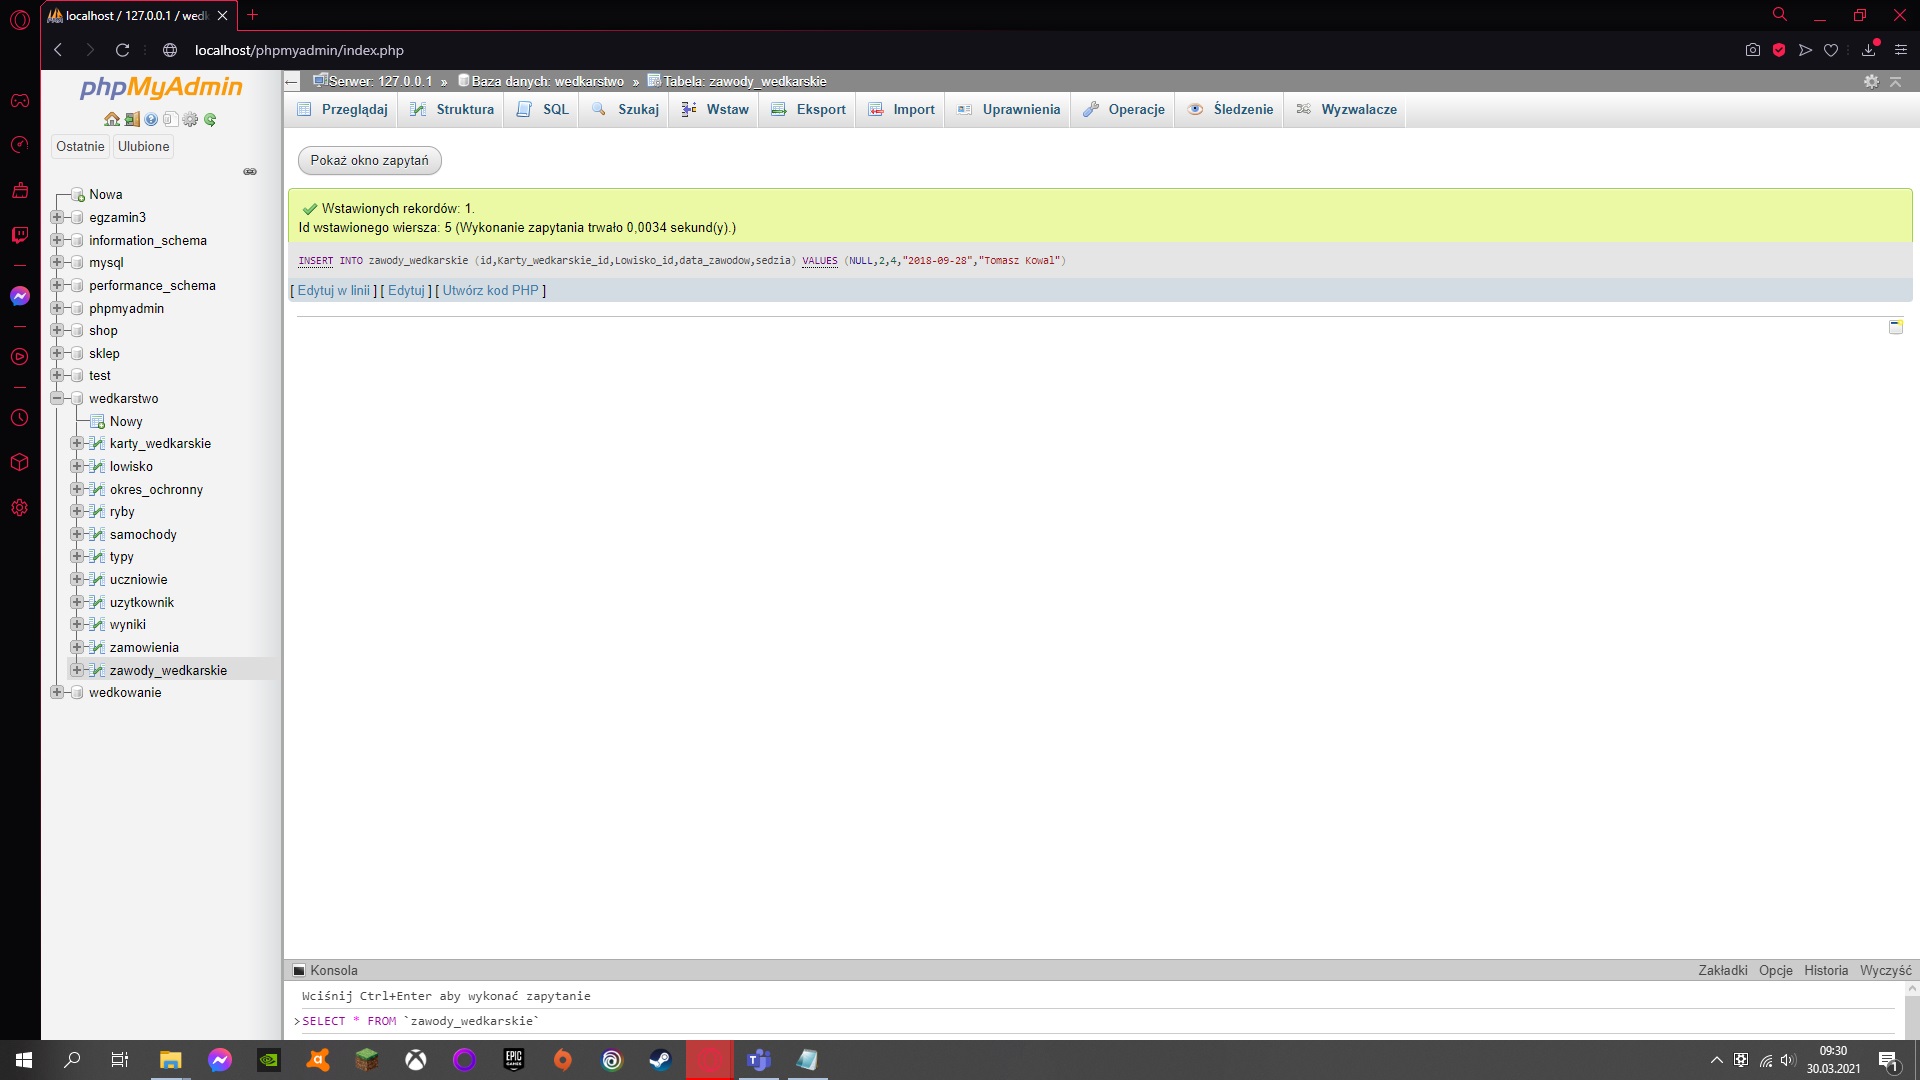 localhost / 127.0.0.1 / wedk
localhost/phpmyadmin/index.php
phpMyAdmin
Ostatnie
Ulubione
Nowa
egzamin3
information_schema
mysql
performance_schema
phpmyadmin
shop
sklep
test
wedkarstwo
Nowy
karty_wedkarskie
lowisko
okres_ochronny
ryby
samochody
typy
uczniowie
uzytkownik
wyniki
zamowienia
zawody_wedkarskie
wedkowanie
Serwer: 127.0.0.1 » Baza danych: wedkarstwo » Tabela: zawody_wedkarskie
Przeglądaj Struktura SQL Szukaj Wstaw Eksport Import Uprawnienia Operacje Śledzenie Wyzwalacze
Pokaż okno zapytań
Wstawionych rekordów: 1.
Id wstawionego wiersza: 5 (Wykonanie zapytania trwało 0,0034 sekund(y).)
INSERT INTO zawody_wedkarskie (id,Karty_wedkarskie_id,Lowisko_id,data_zawodow,sedzia) VALUES (NULL,2,4,"2018-09-28","Tomasz Kowal")
[ Edytuj w linii ] [ Edytuj ] [ Utwórz kod PHP ]
Konsola
Zakładki Opcje Historia Wyczyść
Wciśnij Ctrl+Enter aby wykonać zapytanie
>SELECT * FROM `zawody_wedkarskie`
EPIC GAMES
09:30
30.03.2021
1